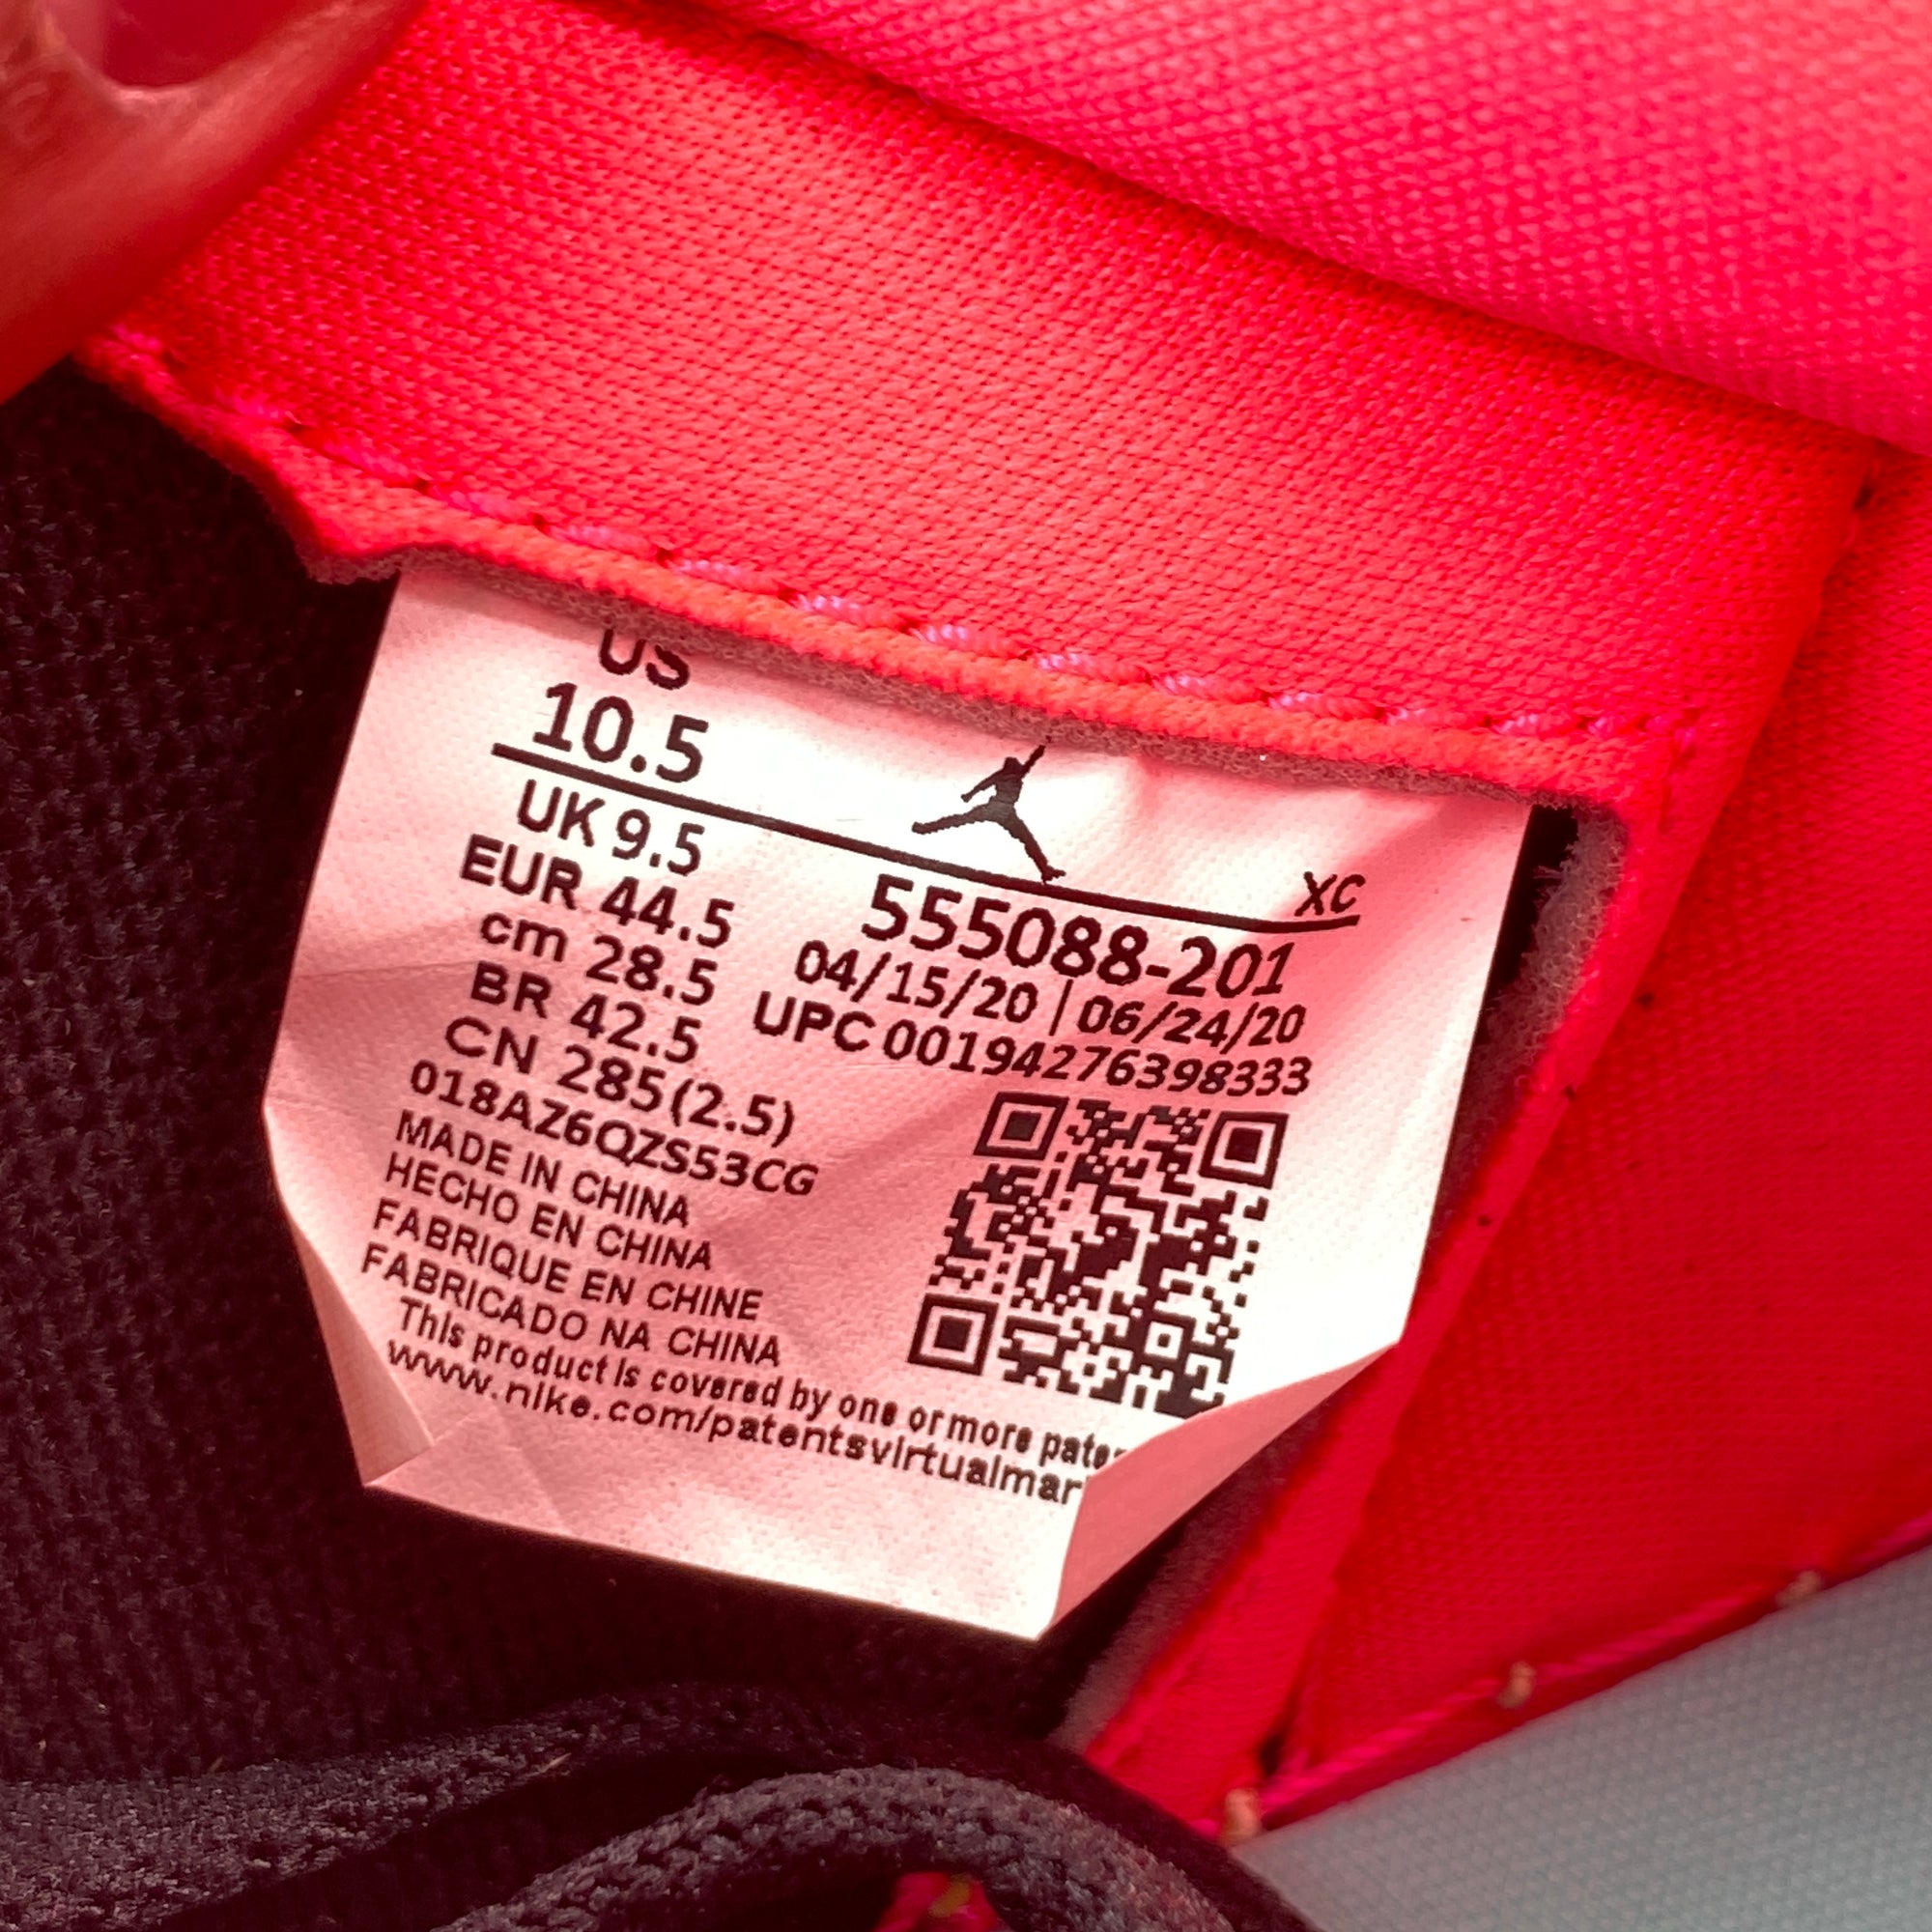 US
10.5
XC
UK 9.5
EUR 44.5
cm 28.5
BR 42.5
CN 285(2.5)
018AZ6QZS53CG
555088-201
04/15/20 | 06/24/20
UPC 00194276398333
MADE IN CHINA
HECHO EN CHINA
FABRIQUE EN CHINE
FABRICADO NA CHINA
This product is covered by one or more
www.nike.com/patentsvirtualmar